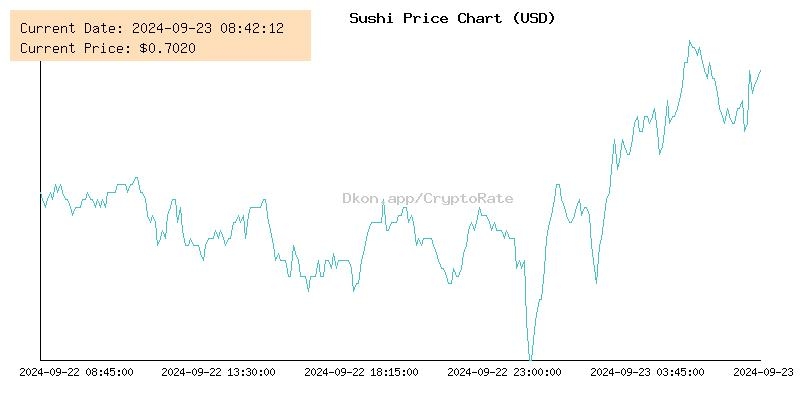 Sushi Price Chart (USD)
Current Date: 2024-09-23 08:42:12
Current Price: $0.7020
Dkon.app/CryptoRate
2024-09-22 08:45:00 2024-09-22 13:30:00 2024-09-22 18:15:00 2024-09-22 23:00:00 2024-09-23 03:45:00 2024-09-23